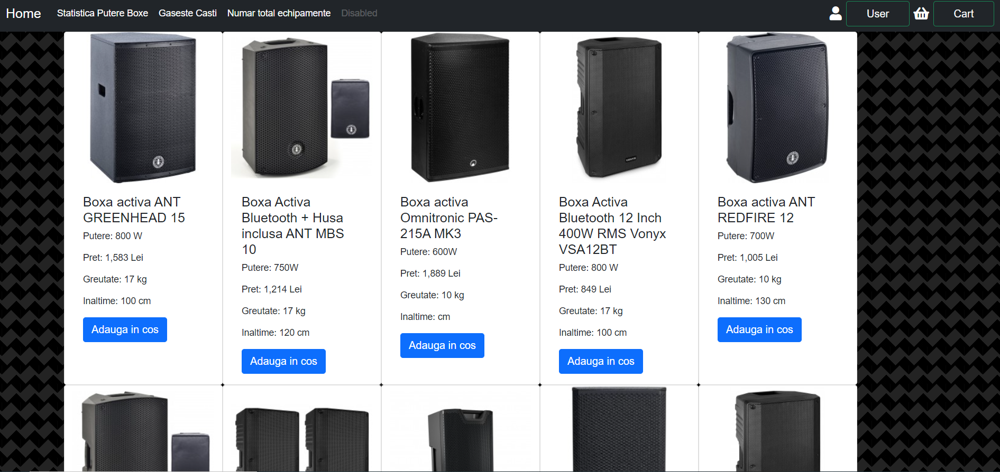 Home Statistica Putere Boxe Gaseste Casti Numar total echipamente Disabled User Cart
Boxa activa ANT
GREENHEAD 15
Putere: 800 W
Pret: 1,583 Lei
Greutate: 17 kg
Inaltime: 100 cm
Adauga in cos
Boxa Activa
Bluetooth + Husa
inclusa ANT MBS
10
Putere: 750W
Pret: 1,214 Lei
Greutate: 17 kg
Inaltime: 120 cm
Adauga in cos
Boxa activa
Omnitronic PAS-
215A MK3
Putere: 600W
Pret: 1,889 Lei
Greutate: 10 kg
Inaltime: cm
Adauga in cos
VONYX
Boxa Activa
Bluetooth 12 Inch
400W RMS Vonyx
VSA12BT
Putere: 800 W
Pret: 849 Lei
Greutate: 17 kg
Inaltime: 100 cm
Adauga in cos
Boxa activa ANT
REDFIRE 12
Putere: 700W
Pret: 1,005 Lei
Greutate: 10 kg
Inaltime: 130 cm
Adauga in cos